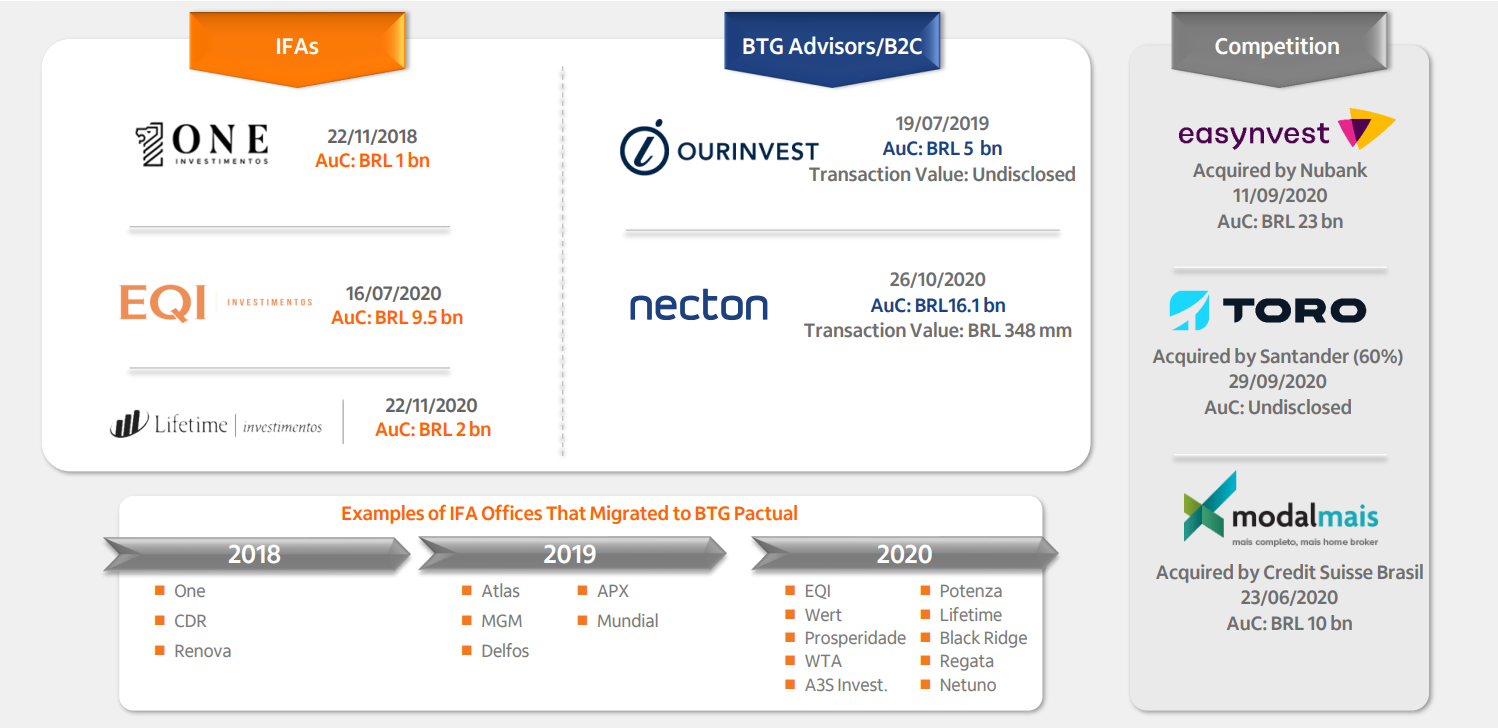 IFAs
ONE
INVESTIMENTOS
22/11/2018
AuC: BRL 1 bn
EQI INVESTIMENTOS
16/07/2020
AuC: BRL 9.5 bn
Lifetime investimentos
22/11/2020
AuC: BRL 2 bn
BTG Advisors/B2C
OURINVEST
19/07/2019
AuC: BRL 5 bn
Transaction Value: Undisclosed
necton
26/10/2020
AuC: BRL16.1 bn
Transaction Value: BRL 348 mm
Competition
easynvest
Acquired by Nubank
11/09/2020
AuC: BRL 23 bn
TORO
Acquired by Santander (60%)
29/09/2020
AuC: Undisclosed
modalmais
mais completo, mais home broker
Acquired by Credit Suisse Brasil
23/06/2020
AuC: BRL 10 bn
Examples of IFA Offices That Migrated to BTG Pactual
2018
One
CDR
Renova
2019
Atlas
MGM
Delfos
APX
Mundial
2020
EQI
Wert
Prosperidade
WTA
A3S Invest.
Potenza
Lifetime
Black Ridge
Regata
Netuno